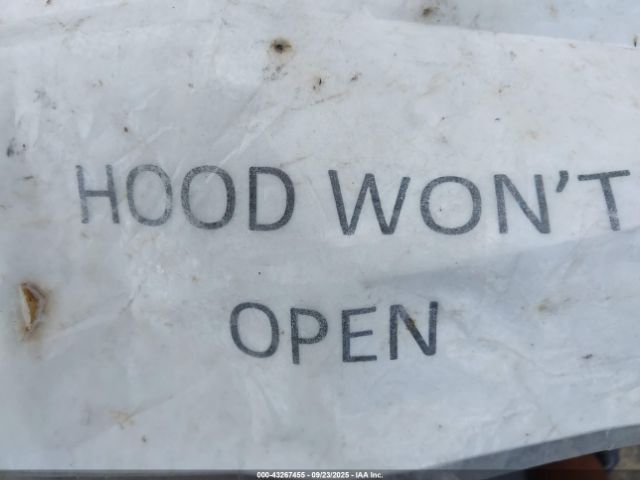 HOOD WON'T
OPEN
000-43267455 - 09/23/2025 - IAA Inc.